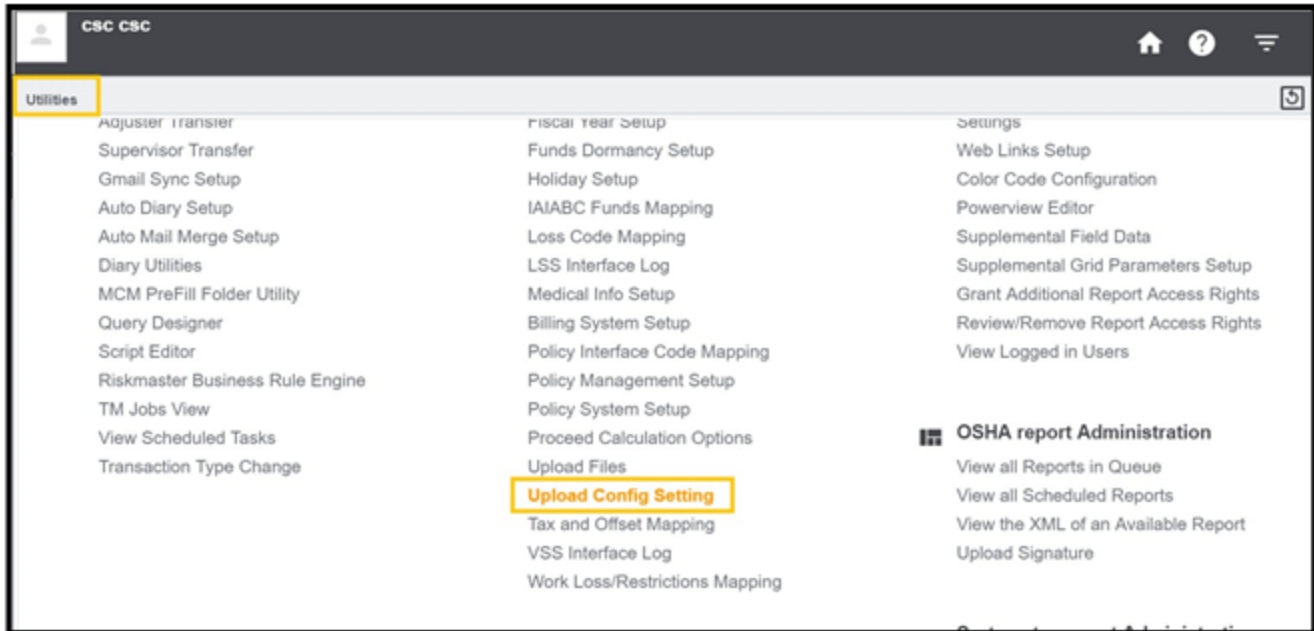 CSC CSC
Utilities
Adjuster Transfer
Supervisor Transfer
Gmail Sync Setup
Auto Diary Setup
Auto Mail Merge Setup
Diary Utilities
MCM PreFill Folder Utility
Query Designer
Script Editor
Riskmaster Business Rule Engine
TM Jobs View
View Scheduled Tasks
Transaction Type Change
Fiscal Year Setup
Funds Dormancy Setup
Holiday Setup
IAIABC Funds Mapping
Loss Code Mapping
LSS Interface Log
Medical Info Setup
Billing System Setup
Policy Interface Code Mapping
Policy Management Setup
Policy System Setup
Proceed Calculation Options
Upload Files
Upload Config Setting
Tax and Offset Mapping
VSS Interface Log
Work Loss/Restrictions Mapping
Settings
Web Links Setup
Color Code Configuration
Powerview Editor
Supplemental Field Data
Supplemental Grid Parameters Setup
Grant Additional Report Access Rights
Review/Remove Report Access Rights
View Logged in Users
OSHA report Administration
View all Reports in Queue
View all Scheduled Reports
View the XML of an Available Report
Upload Signature